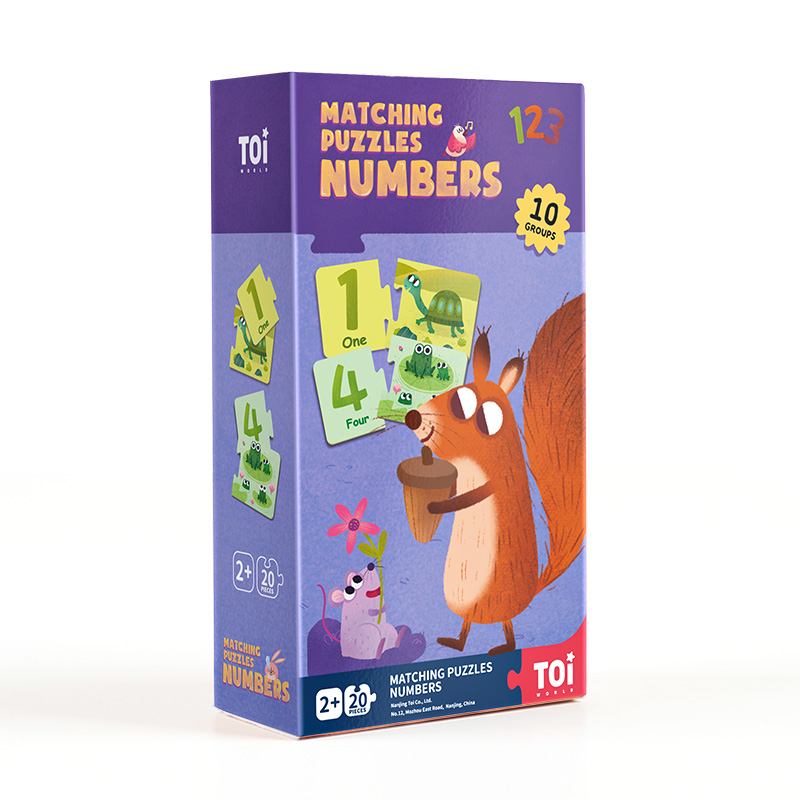 TOi
WORLD
1
One
4
2+
20
PIECES
MATCHING
PUZZLES
NUMBERS
MATCHING
PUZZLES
NUMBERS
123
10
GROUPS
1
One
4
Four
2+
20
PIECES
MATCHING PUZZLES
NUMBERS
Nanjing Toi Co., Ltd.
No.12, Mozhou East Road, Nanjing, China
TOi
WORLD